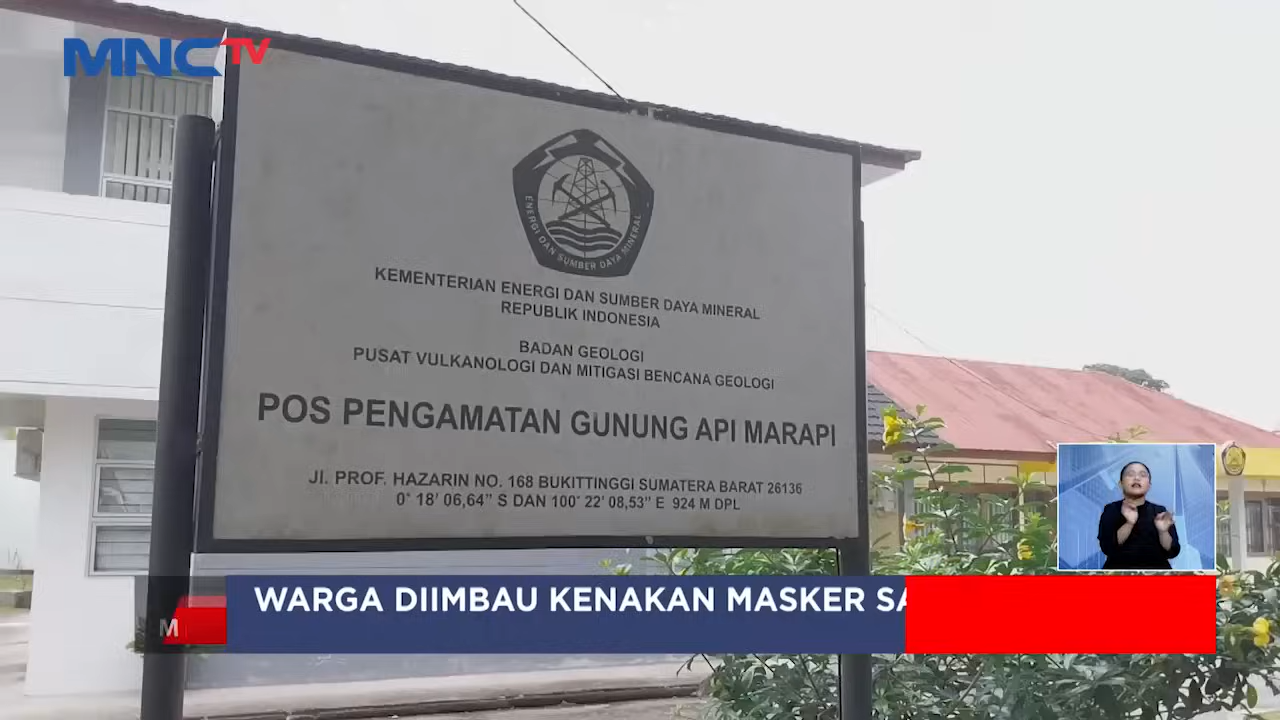 MNCTV
ENERGI DAN SUMBER DAYA MINERAL
KEMENTERIAN ENERGI DAN SUMBER DAYA MINERAL
REPUBLIK INDONESIA
BADAN GEOLOGI
PUSAT VULKANOLOGI DAN MITIGASI BENCANA GEOLOGI
POS PENGAMATAN GUNUNG API MARAPI
Jl. PROF. HAZARIN NO. 168 BUKITTINGGI SUMATERA BARAT 26136
0° 18' 06,64" S DAN 100° 22' 08,53" E 924 M DPL
WARGA DIIMBAU KENAKAN MASKER SA
M